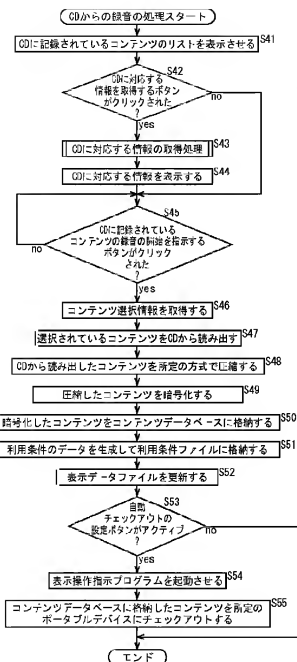 CDからの録音の処理スタート
CDに記録されているコンテンツのリストを表示させる
S41
S42
CDに対応する
情報を取得するボタン
がクリックされた
?
no
yes
CDに対応する情報の取得処理
S43
CDに対応する情報を表示する
S44
S45
CDに記録されている
コンテンツの録音の開始を指示する
ボタンがクリック
された
?
no
yes
コンテンツ選択情報を取得する
S46
選択されているコンテンツをCDから読み出す
S47
CDから読み出したコンテンツを所定の方式で圧縮する
S48
圧縮したコンテンツを暗号化する
S49
暗号化したコンテンツをコンテンツデータベースに格納する
S50
利用条件のデータを生成して利用条件ファイルに格納する
S51
表示データファイルを更新する
S52
S53
自動
チェックアウトの
設定ボタンがアクティブ
?
no
yes
表示操作指示プログラムを起動させる
S54
コンテンツデータベースに格納したコンテンツを所定の
ポータブルデバイスにチェックアウトする
S55
エンド